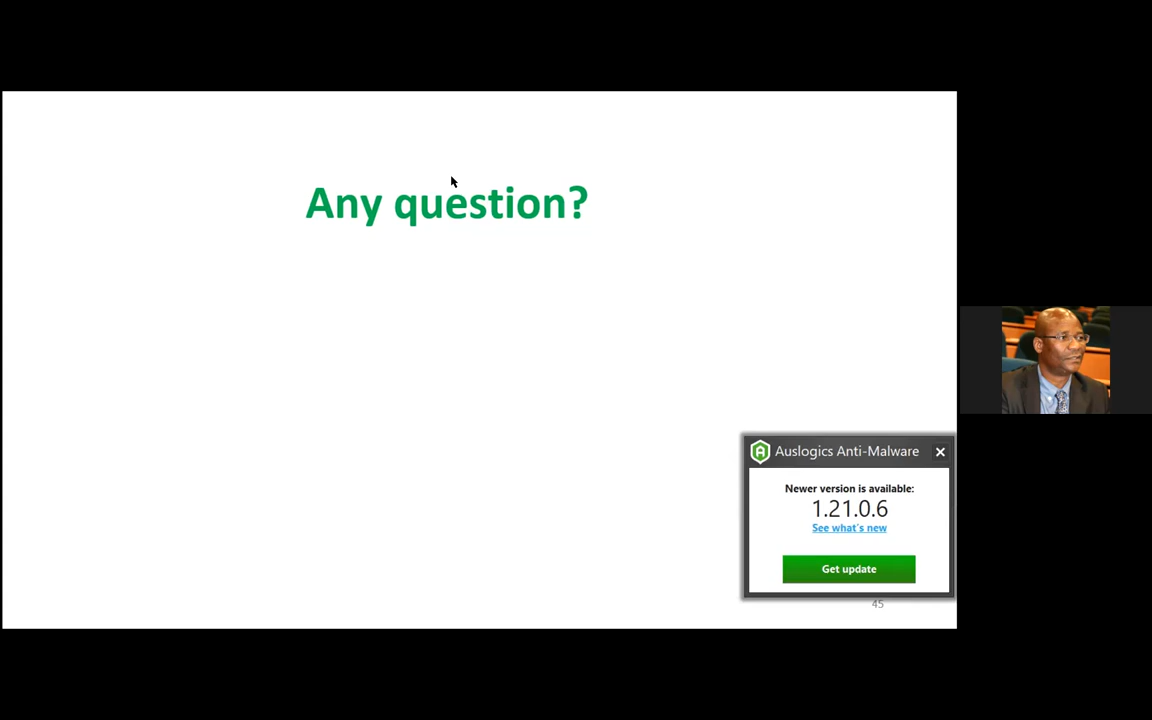 Any question?
Auslogics Anti-Malware
Newer version is available:
1.21.0.6
See what's new
Get update
45